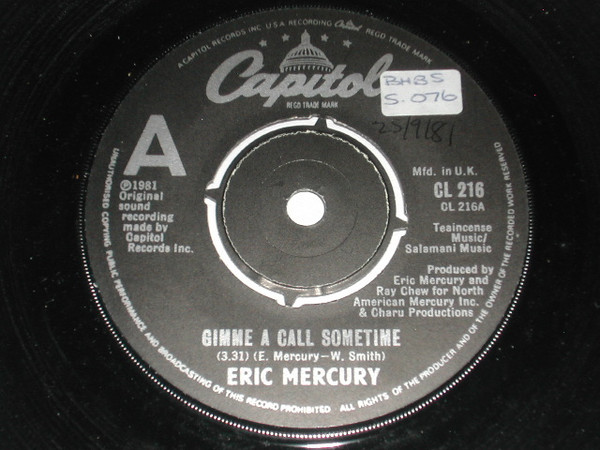 A CAPITOL RECORDS INC U.S.A RECORDING Capitol REGD TRADE MARK
Capitol
REGD TRADE MARK
BHBS
S.076
25/9/81
A
℗1981
Original
sound
recording
made by
Capitol
Records Inc.
Mfd. in U.K.
CL 216
CL 216A
Teaincense
Music/
Salamani Music
Produced by
Eric Mercury and
Ray Chew for North
American Mercury Inc.
& Charu Productions
GIMME A CALL SOMETIME
(3.31) (E. Mercury-W. Smith)
ERIC MERCURY
UNAUTHORISED COPYING PUBLIC PERFORMANCE AND BROADCASTING OF THIS RECORD PROHIBITED. ALL RIGHTS OF THE PRODUCER AND OF THE OWNER OF THE RECORDED WORK RESERVED